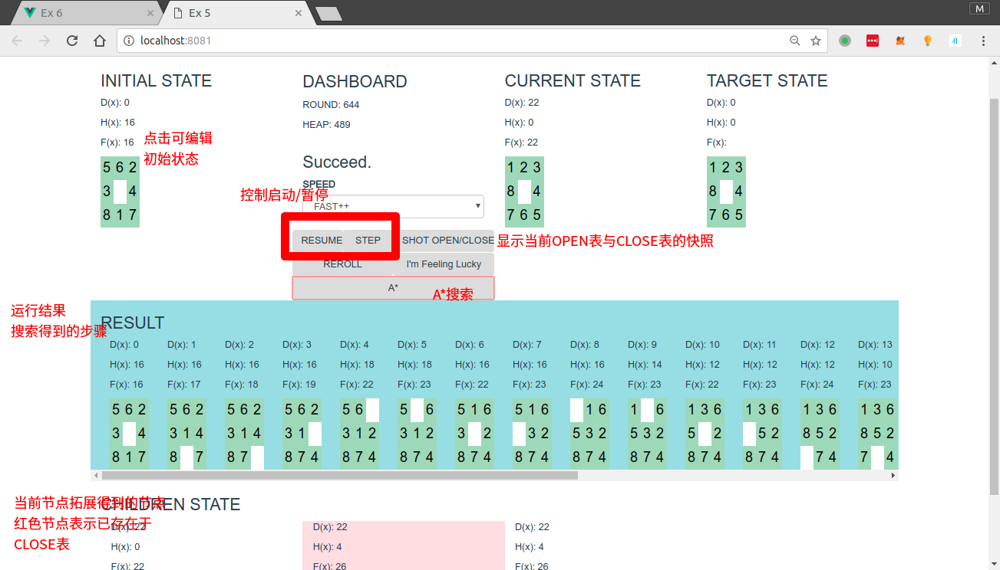 Ex 6
Ex 5
M
localhost:8081
INITIAL STATE
D(x): 0
H(x): 16
F(x): 16
点击可编辑
初始状态
5 6 2
3 4
8 1 7
DASHBOARD
ROUND: 644
HEAP: 489
Succeed.
SPEED
控制启动/暂停
FAST++
RESUME STEP SHOT OPEN/CLOSE
显示当前OPEN表与CLOSE表的快照
REROLL I'm Feeling Lucky
A*
A*搜索
CURRENT STATE
D(x): 22
H(x): 0
F(x): 22
1 2 3
8 4
7 6 5
TARGET STATE
D(x): 0
H(x): 0
F(x):
1 2 3
8 4
7 6 5
运行结果
搜索得到的步骤
RESULT
D(x): 0 D(x): 1 D(x): 2 D(x): 3 D(x): 4 D(x): 5 D(x): 6 D(x): 7 D(x): 8 D(x): 9 D(x): 10 D(x): 11 D(x): 12 D(x): 13
H(x): 16 H(x): 16 H(x): 16 H(x): 16 H(x): 18 H(x): 18 H(x): 16 H(x): 16 H(x): 16 H(x): 14 H(x): 12 H(x): 12 H(x): 12 H(x): 10
F(x): 16 F(x): 17 F(x): 18 F(x): 19 F(x): 22 F(x): 23 F(x): 22 F(x): 23 F(x): 24 F(x): 23 F(x): 22 F(x): 23 F(x): 24 F(x): 23
5 6 2 5 6 2 5 6 2 5 6 2 5 6 5 6 5 1 6 5 1 6 1 6 1 6 1 3 6 1 3 6 1 3 6 1 3 6
3 4 3 1 4 3 1 4 3 1 3 1 2 3 1 2 3 2 3 2 5 3 2 5 3 2 5 2 5 2 8 5 2 8 5 2
8 1 7 8 7 8 7 8 7 4 8 7 4 8 7 4 8 7 4 8 7 4 8 7 4 8 7 4 8 7 4 8 7 4 7 4 7 4
CHILDREN STATE
当前节点拓展得到的节点
红色节点表示已存在于
CLOSE表
D(x): 22 D(x): 22 D(x): 22
H(x): 0 H(x): 4 H(x): 4
F(x): 22 F(x): 26 F(x): 26